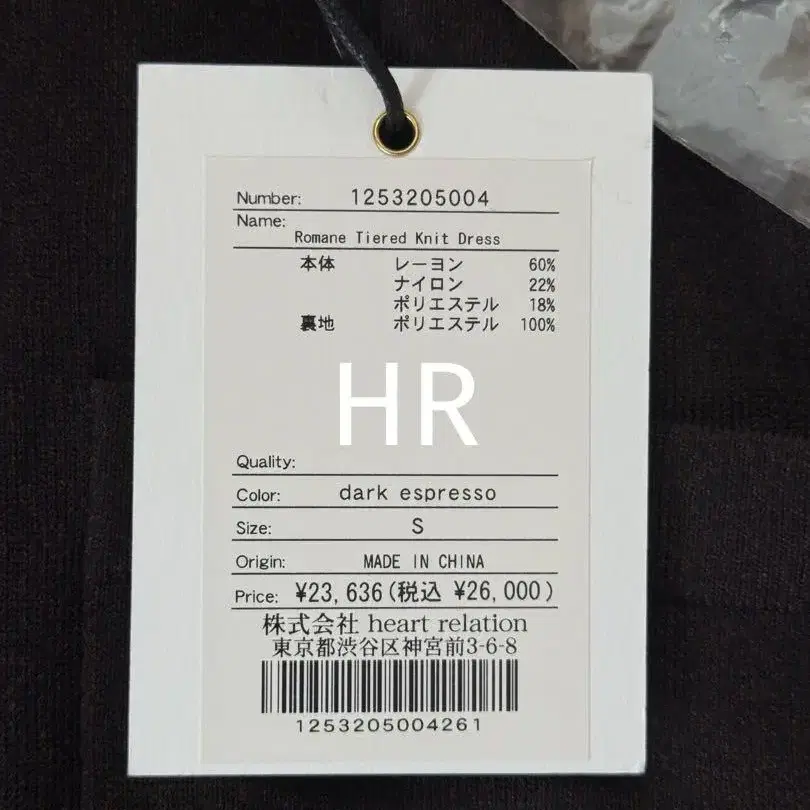 Number: 1253205004
Name:
Romane Tiered Knit Dress
本体 レーヨン 60%
ナイロン 22%
ポリエステル 18%
裏地 ポリエステル 100%
HR
Quality:
Color: dark espresso
Size: S
Origin: MADE IN CHINA
Price: ¥23,636(税込 ¥26,000)
株式会社 heart relation
東京都渋谷区神宮前3-6-8
1253205004261